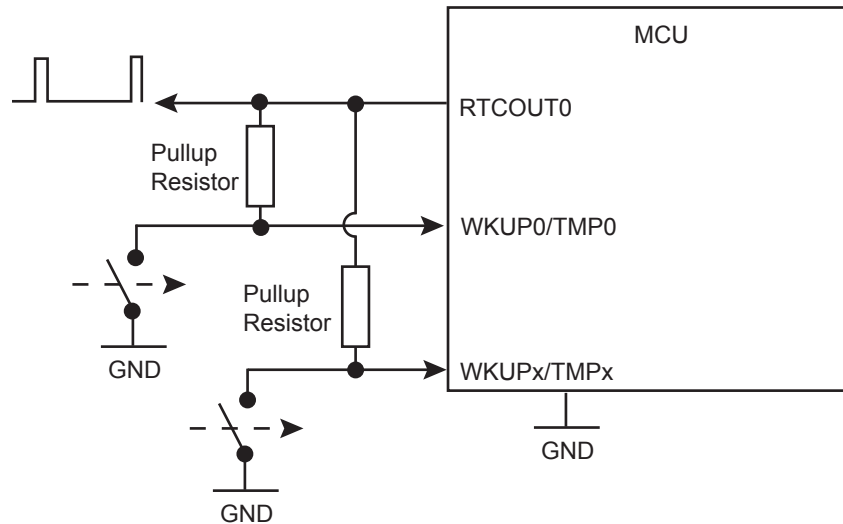 MCU
RTCOUT0
Pullup
Resistor
WKUP0/TMP0
Pullup
Resistor
GND
WKUPx/TMPx
GND
GND